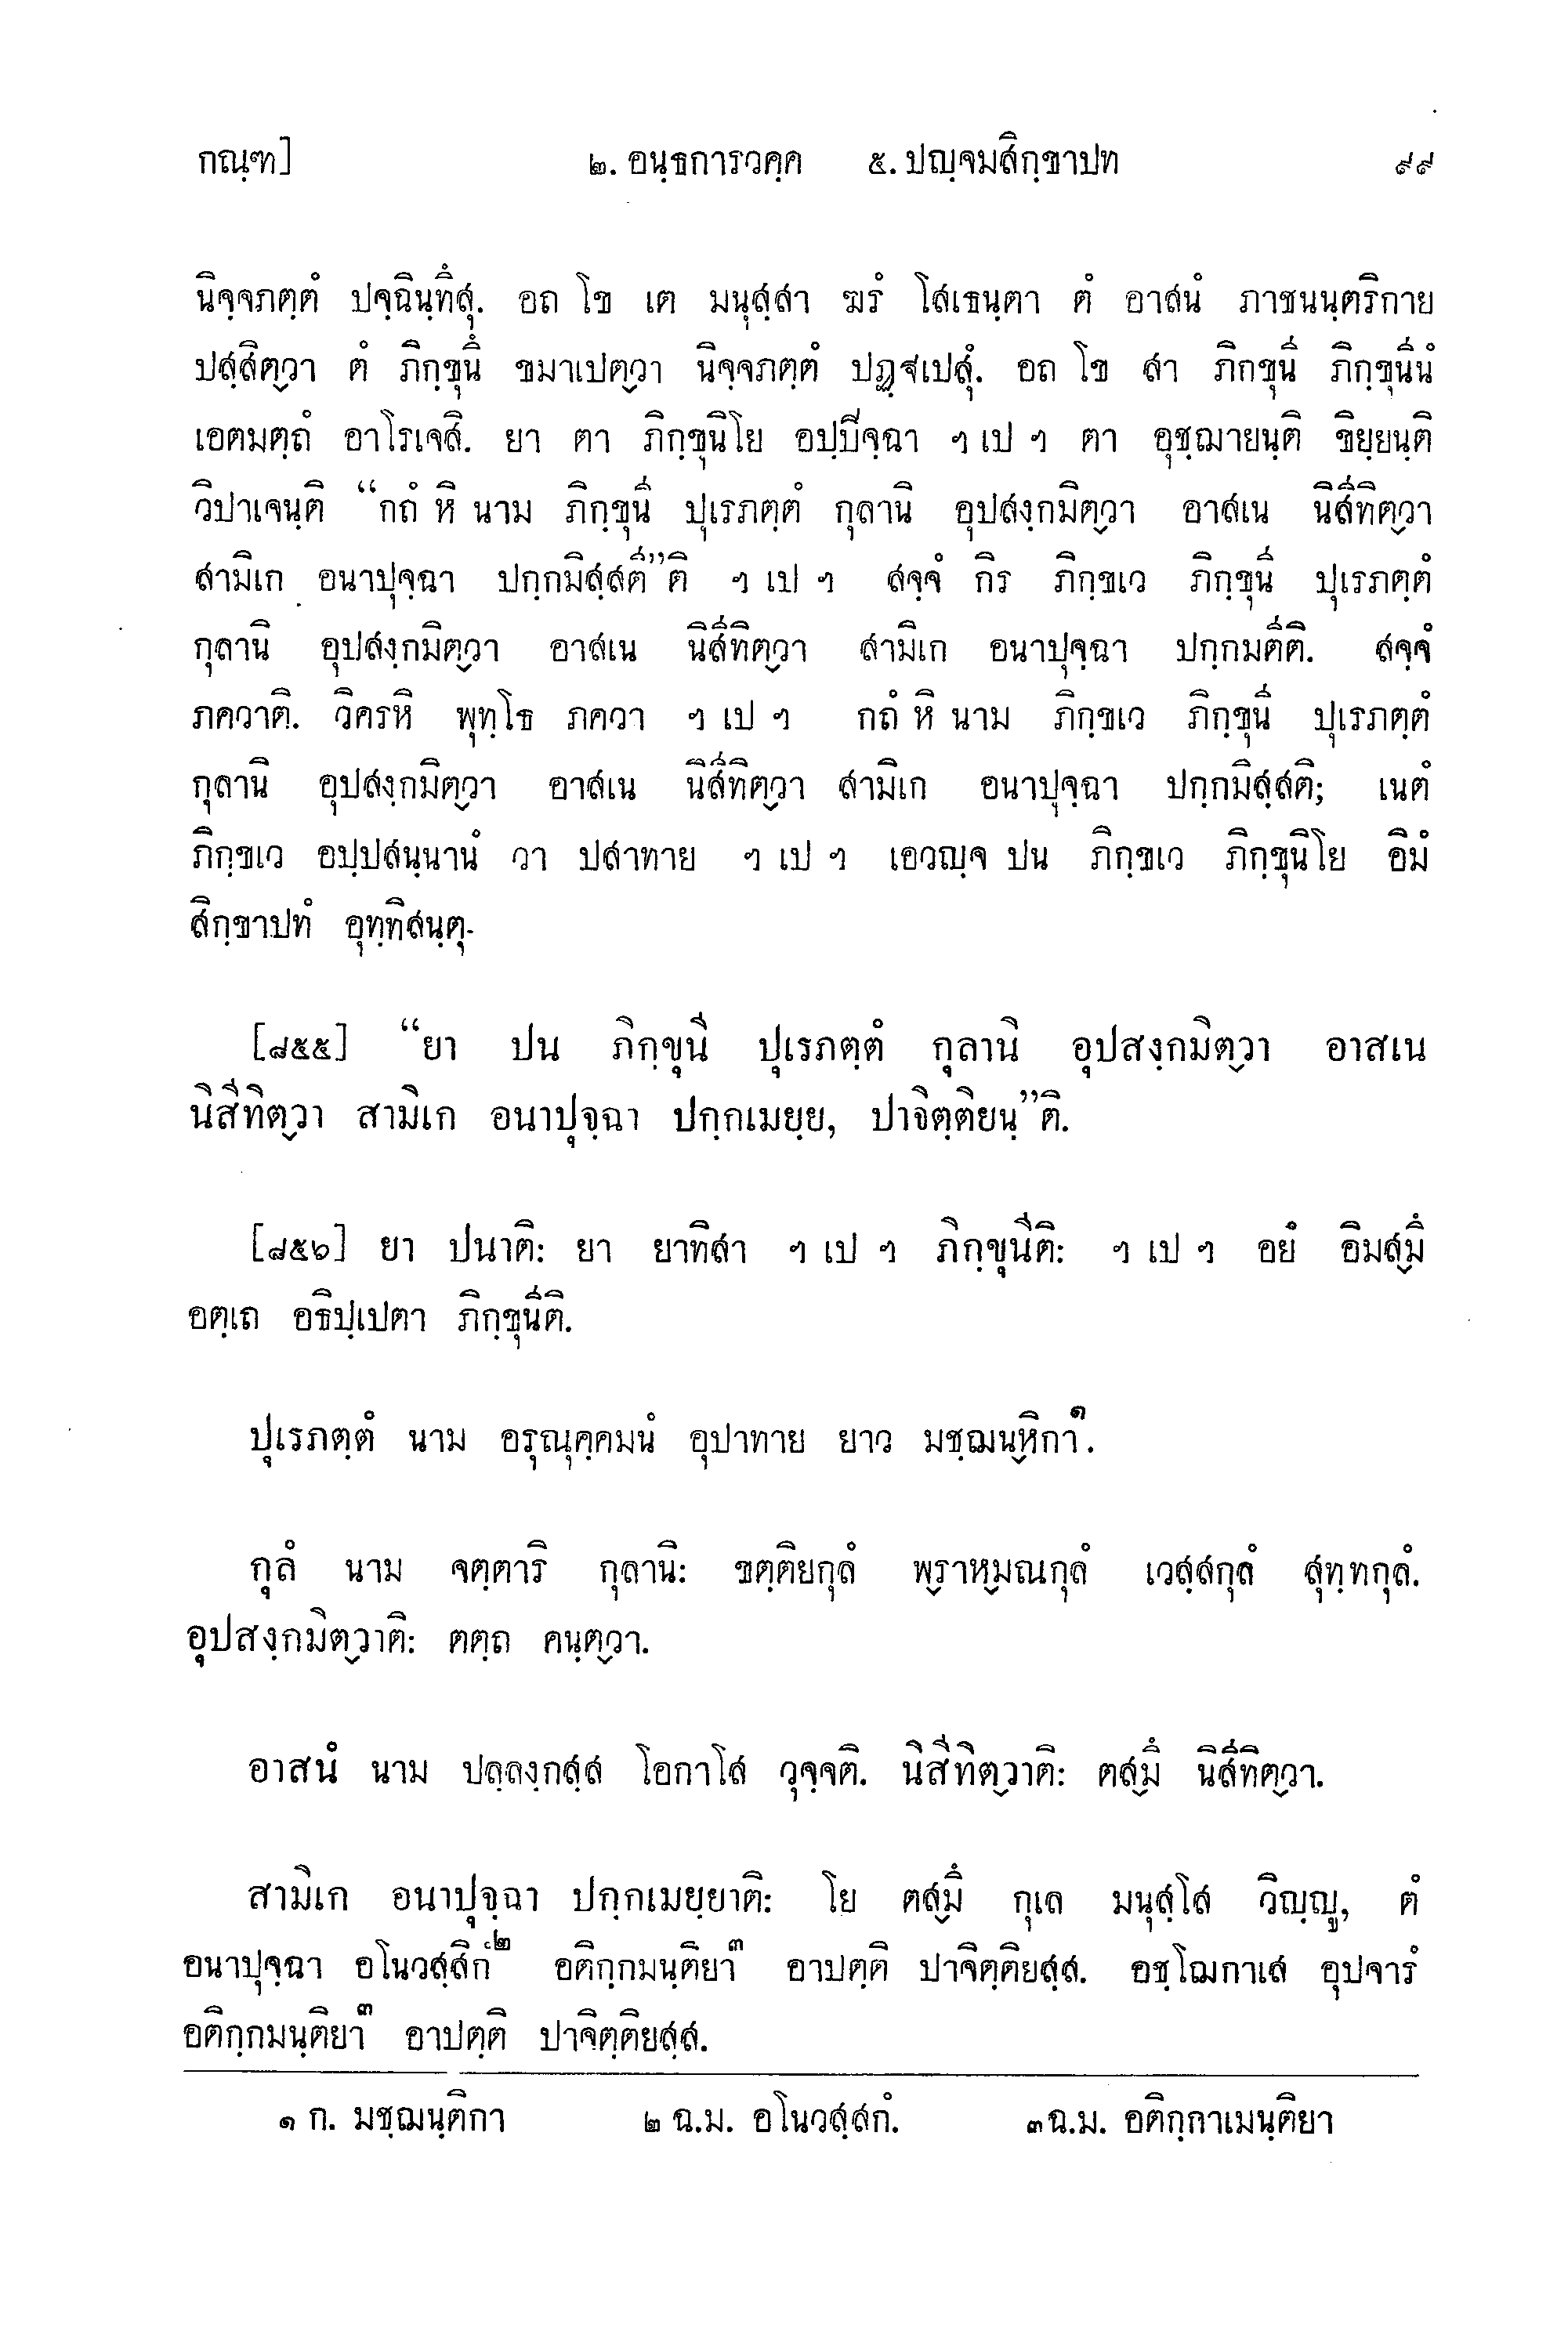 กณฺฑ]	๒. อนฺธการวคฺค ๕. ปญฺจมสิกฺขาปท	๙๙
นิจฺจภตฺตํ ปจฺฉินฺทึสุ. อถ โข เต มนุสฺสา ฆรํ โสเธนฺตา ตํ อาสนํ ภาชนนฺตริกาย
ปสฺสิตฺวา ตํ ภิกฺขุนึ ขมาเปตฺวา นิจฺจภตฺตํ ปฏฺฐเปสุํ. อถ โข สา ภิกขุนี ภิกฺขุนีนํ
เอตมตฺถํ อาโรเจสิ. ยา ตา ภิกฺขุนิโย อปฺปิจฺฉา ฯ เป ฯ ตา อุชฺฌายนฺติ ขิยฺยนฺติ
วิปาเจนฺติ “กถํ หิ นาม ภิกฺขุนี ปุเรภตฺตํ กุลานิ อุปสงฺกมิตฺวา อาสเน นิสีทิตฺวา
สามิเก อนาปุจฺฉา ปกฺกมิสฺสตี”ติ ฯ เป ฯ สจฺจํ กิร ภิกฺขเว ภิกฺขุนี ปุเรภตฺตํ
กุลานิ อุปสงฺกมิตฺวา อาสเน นิสีทิตฺวา สามิเก อนาปุจฺฉา ปกฺกมตีติ. สจฺจํ
ภควาติ. วิครหิ พุทฺโธ ภควา ฯ เป ฯ กถํ หิ นาม ภิกฺขเว ภิกฺขุนี ปุเรภตฺตํ
กุลานิ อุปสงฺกมิตฺวา อาสเน นิสีทิตฺวา สามิเก อนาปุจฺฉา ปกฺกมิสฺสติ; เนตํ
ภิกฺขเว อปฺปสนฺนานํ วา ปสาทาย ฯ เป ฯ เอวญฺจ ปน ภิกฺขเว ภิกฺขุนิโย อิมํ
สิกฺขาปทํ อุทฺทิสนฺตุ-
[๘๕๕] “ยา ปน ภิกฺขุนี ปุเรภตฺตํ กุลานิ อุปสงฺกมิตฺวา อาสเน
นิสีทิตฺวา สามิเก อนาปุจฺฉา ปกฺกเมยฺย, ปาจิตฺติยนฺ”ติ.
[๘๕๖] ยา ปนาติ: ยา ยาทิสา ฯ เป ฯ ภิกฺขุนีติ: ฯ เป ฯ อยํ อิมสฺมึ
อตฺเถ อธิปฺเปตา ภิกฺขุนีติ.
ปุเรภตฺตํ นาม อรุณุคฺคมนํ อุปาทาย ยาว มชฺฌนฺหิกา๑.
กุลํ นาม จตฺตาริ กุลานิ: ขตฺติยกุลํ พฺราหฺมณกุลํ เวสฺสกุลํ สุทฺทกุลํ.
อุปสงฺกมิตฺวาติ: ตตฺถ คนฺตฺวา.
อาสนํ นาม ปลฺลงฺกสฺส โอกาโส วุจฺจติ. นิสีทิตฺวาติ: ตสฺมึ นิสีทิตฺวา.
สามิเก อนาปุจฺฉา ปกฺกเมยฺยาติ: โย ตสฺมึ กุเล มนุสฺโส วิญฺญู, ตํ
อนาปุจฺฉา อโนวสฺสิกํ๒ อติกฺกมนฺติยา๓ อาปตฺติ ปาจิตฺติยสฺส. อชฺโฌกาเส อุปจารํ
อติกฺกมนฺติยา๓ อาปตฺติ ปาจิตฺติยสฺส.
๑ ก. มชฺฌนฺติกา	๒ ฉ.ม. อโนวสฺสกํ.	๓ ฉ.ม. อติกฺกาเมนฺติยา